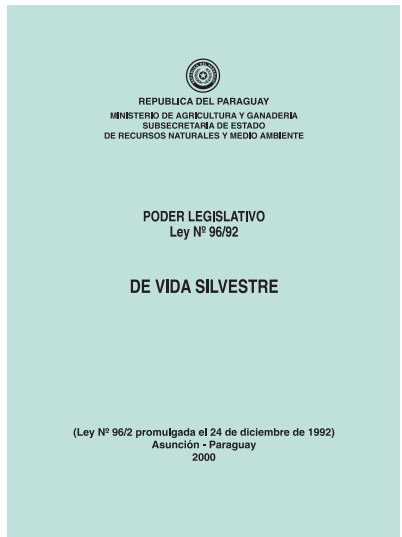 REPUBLICA DEL PARAGUAY
MINISTERIO DE AGRICULTURA Y GANADERIA
SUBSECRETARIA DE ESTADO
DE RECURSOS NATURALES Y MEDIO AMBIENTE
PODER LEGISLATIVO
Ley Nº 96/92
DE VIDA SILVESTRE
(Ley Nº 96/2 promulgada el 24 de diciembre de 1992)
Asunción - Paraguay
2000